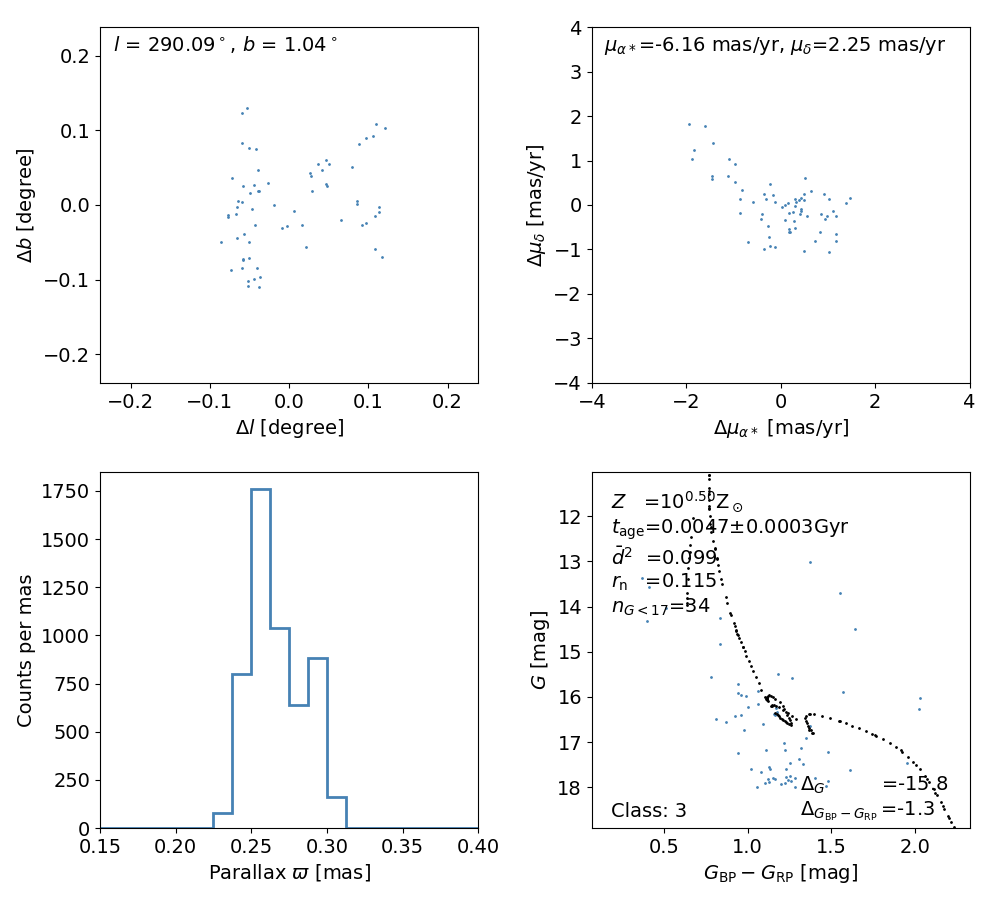 l = 290.09°, b = 1.04°
0.2
0.1
0.0
−0.1
−0.2
Δb [degree]
−0.2 −0.1 0.0 0.1 0.2
Δl [degree]
μα*=-6.16 mas/yr, μδ=2.25 mas/yr
4
3
2
1
0
−1
−2
−3
−4
Δμδ [mas/yr]
−4 −2 0 2 4
Δμα* [mas/yr]
1750
1500
1250
1000
750
500
250
0
Counts per mas
0.15 0.20 0.25 0.30 0.35 0.40
Parallax ϖ [mas]
Z =10^0.50 Z⊙
t_age=0.0047±0.0003Gyr
d̄² =0.099
r_n =0.115
n_G<17=34
12
13
14
15
16
17
18
G [mag]
Δ_G =-15.8
Δ_GBP−GRP =-1.3
Class: 3
0.5 1.0 1.5 2.0
G_BP − G_RP [mag]